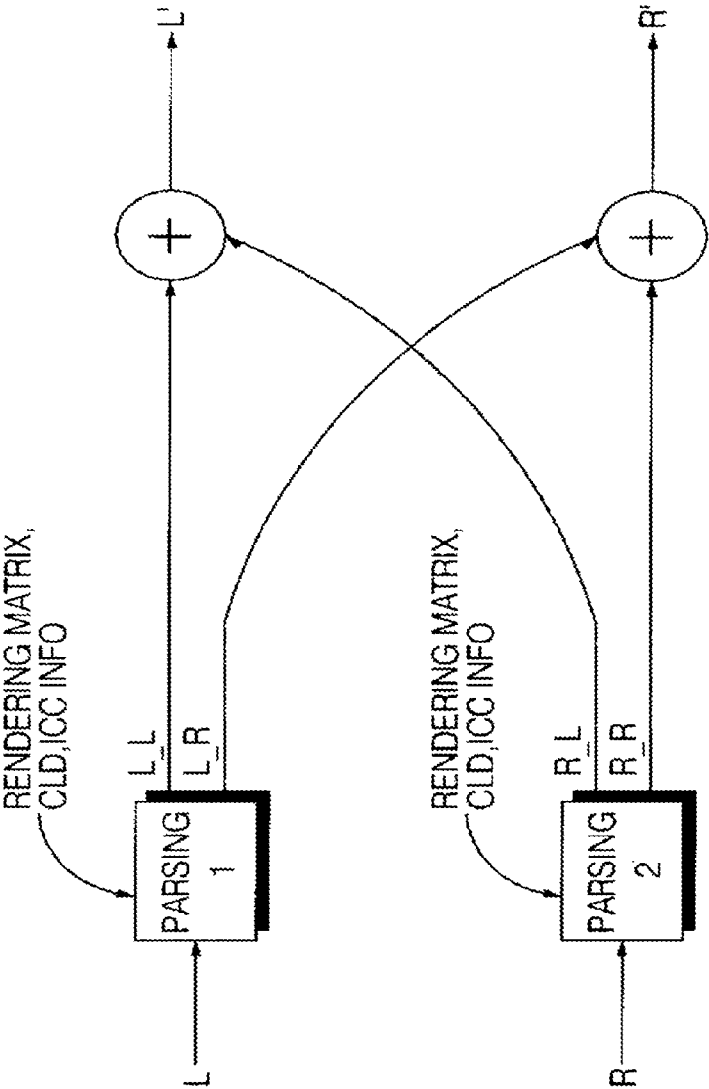 RENDERING MATRIX,
CLD,ICC INFO
L
PARSING
1
L_L
L_R
+
L'
RENDERING MATRIX,
CLD,ICC INFO
R
PARSING
2
R_L
R_R
+
R'